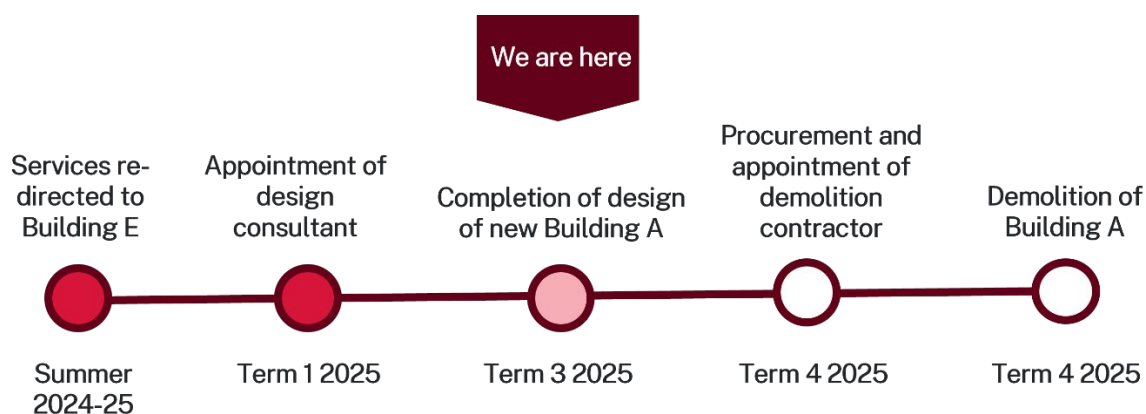 We are here
Services re-
directed to
Building E
Appointment of
design
consultant
Completion of design
of new Building A
Procurement and
appointment of
demolition
contractor
Demolition of
Building A
Summer
2024-25
Term 1 2025
Term 3 2025
Term 4 2025
Term 4 2025